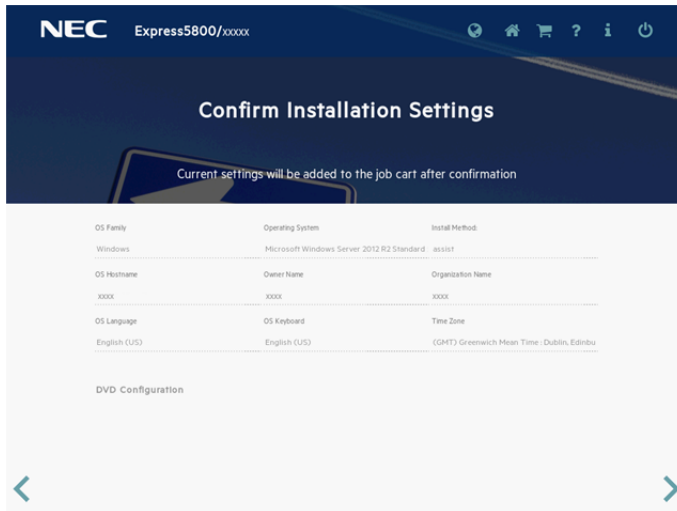 NEC Express5800/xxxxx ? i
Confirm Installation Settings
Current settings will be added to the job cart after confirmation
OS Family Operating System Install Method:
Windows Microsoft Windows Server 2012 R2 Standard assist
OS Hostname Owner Name Organization Name
xxxx xxxx xxxx
OS Language OS Keyboard Time Zone
English (US) English (US) (GMT) Greenwich Mean Time : Dublin, Edinbu
DVD Configuration